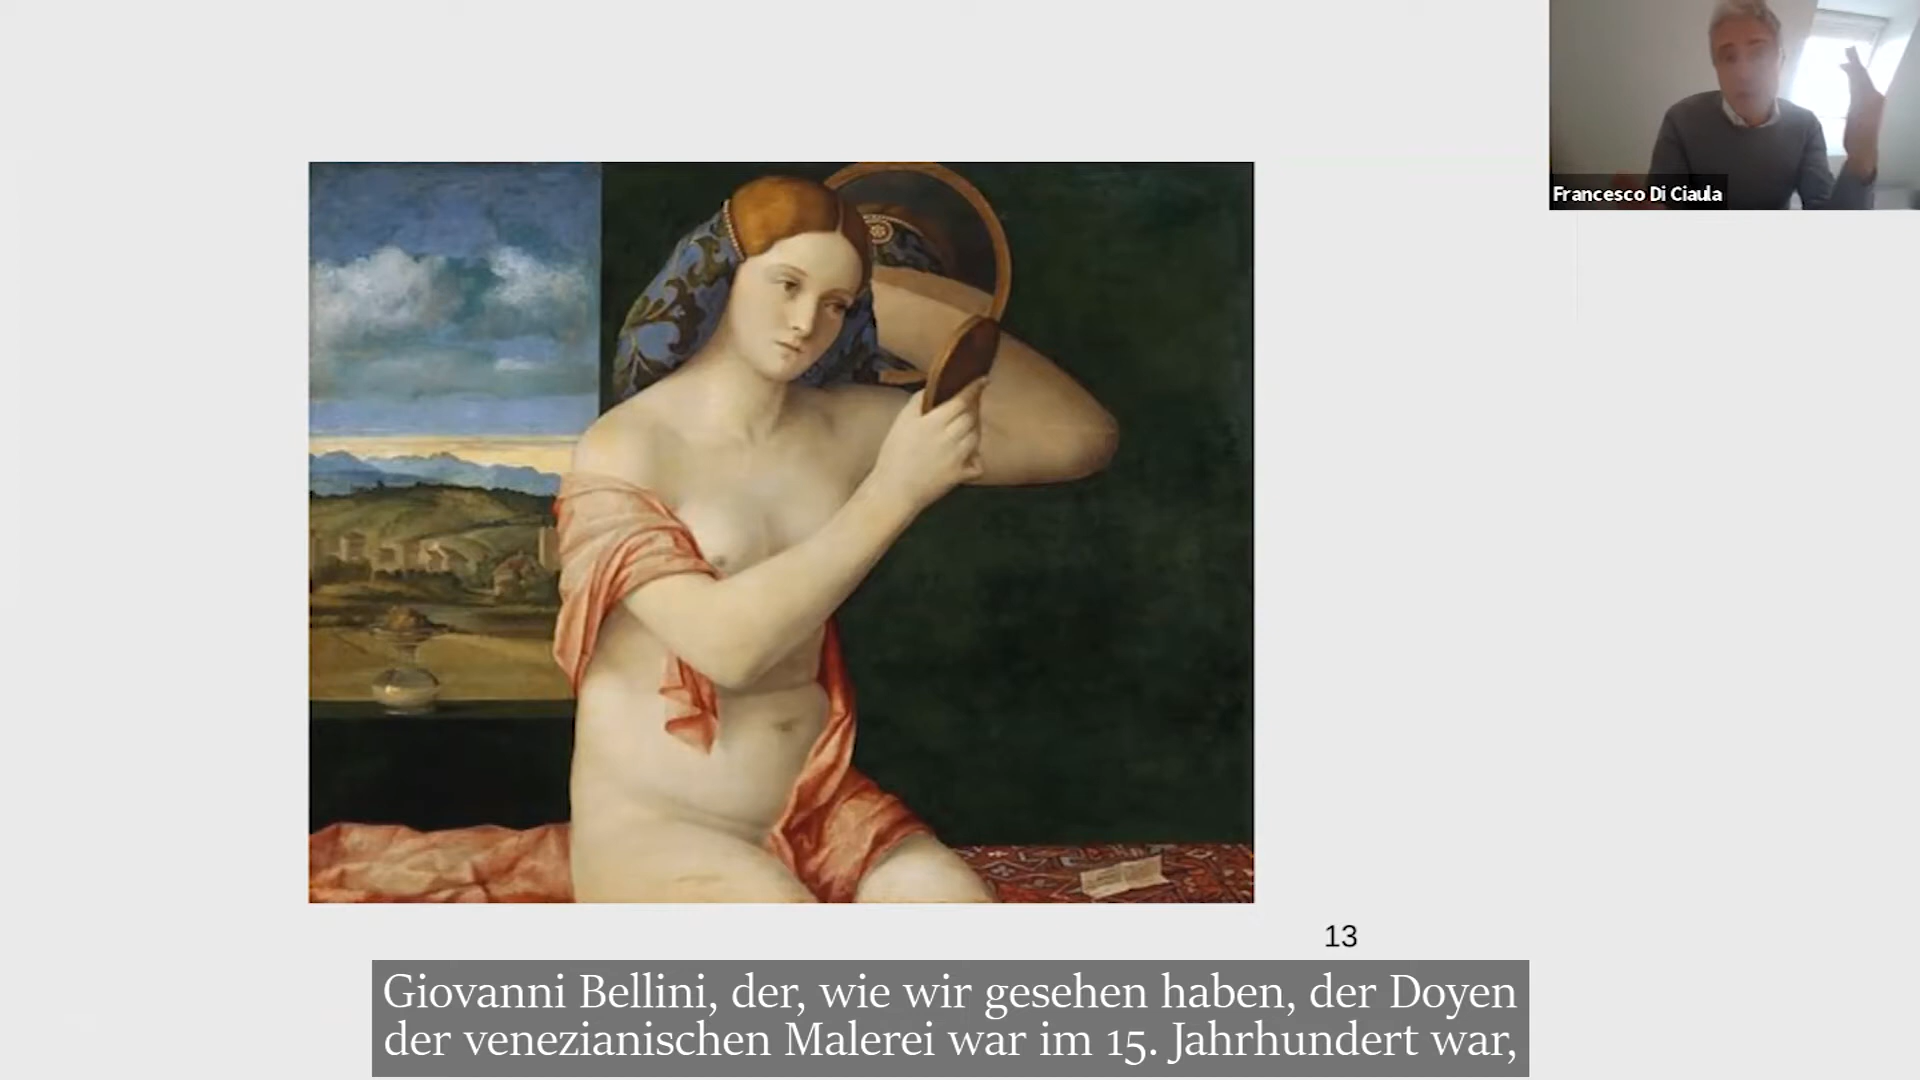 Francesco Di Ciaula
13
Giovanni Bellini, der, wie wir gesehen haben, der Doyen
der venezianischen Malerei war im 15. Jahrhundert war,